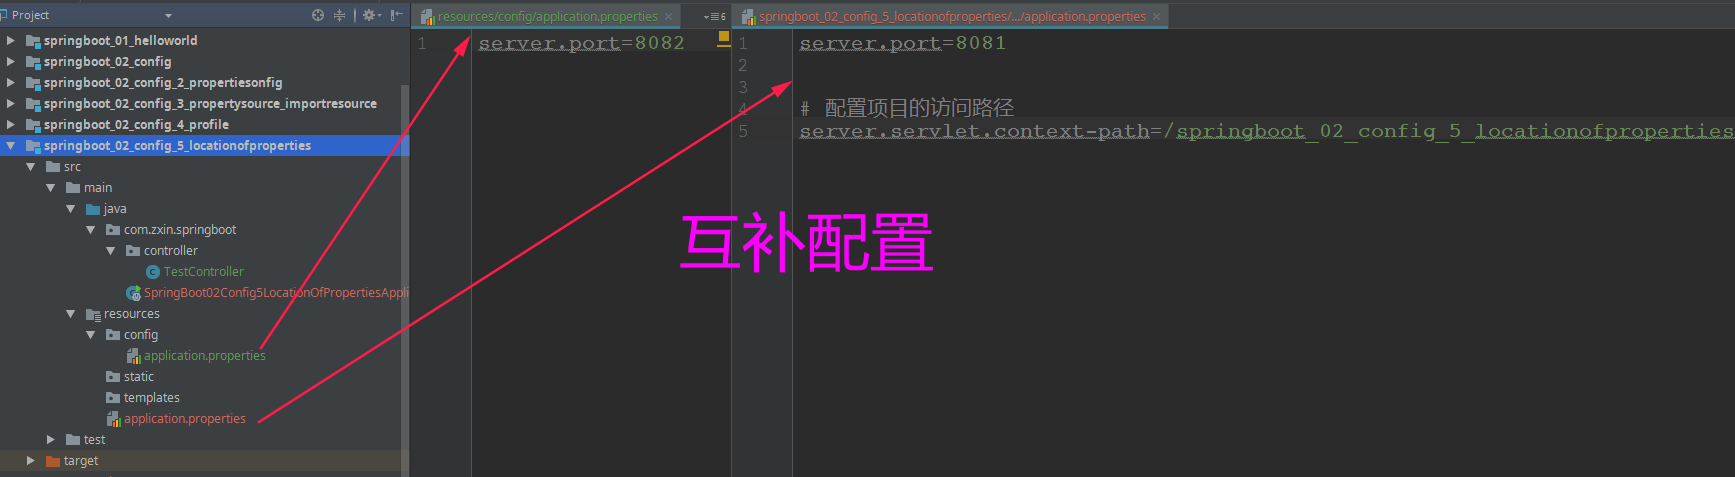 Project
springboot_01_helloworld
springboot_02_config
springboot_02_config_2_propertiesonfig
springboot_02_config_3_propertysource_importresource
springboot_02_config_4_profile
springboot_02_config_5_locationofproperties
src
main
java
com.zxin.springboot
controller
TestController
SpringBoot02Config5LocationOfPropertiesAppli
resources
config
application.properties
static
templates
application.properties
test
target
resources/config/application.properties
6
1 server.port=8082
springboot_02_config_5_locationofproperties/.../application.properties
1 server.port=8081
2
3
4 # 配置项目的访问路径
5 server.servlet.context-path=/springboot_02_config_5_locationofproperties
互补配置